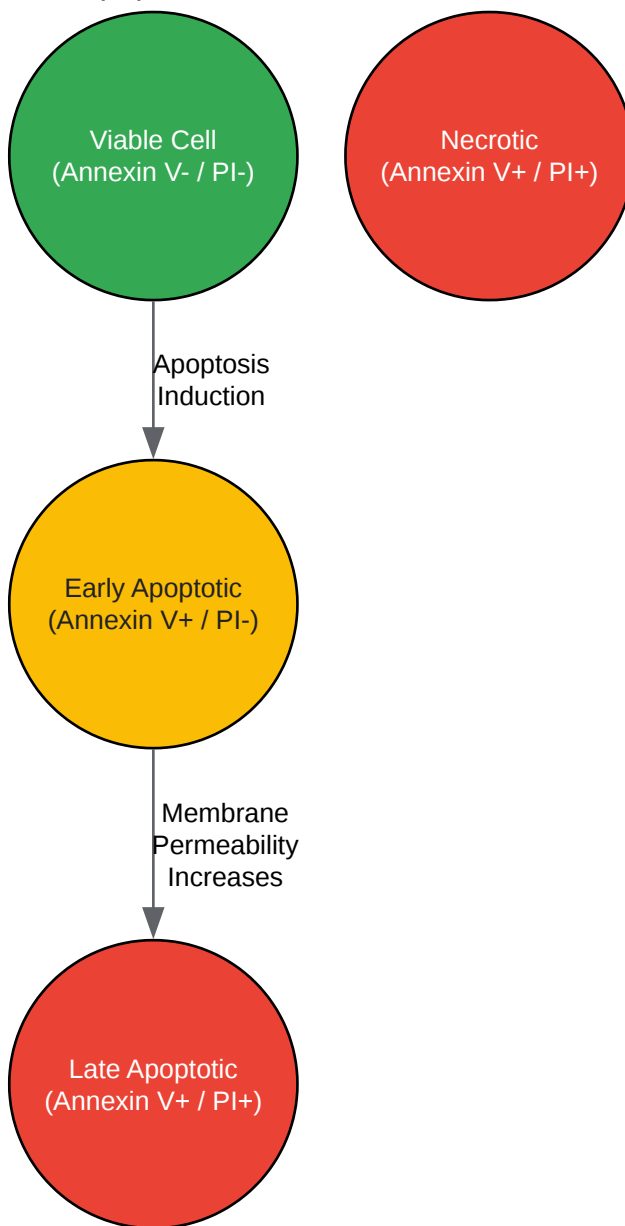 Viable Cell
(Annexin V- / PI-)
Necrotic
(Annexin V+ / PI+)
Apoptosis
Induction
Early Apoptotic
(Annexin V+ / PI-)
Membrane
Permeability
Increases
Late Apoptotic
(Annexin V+ / PI+)